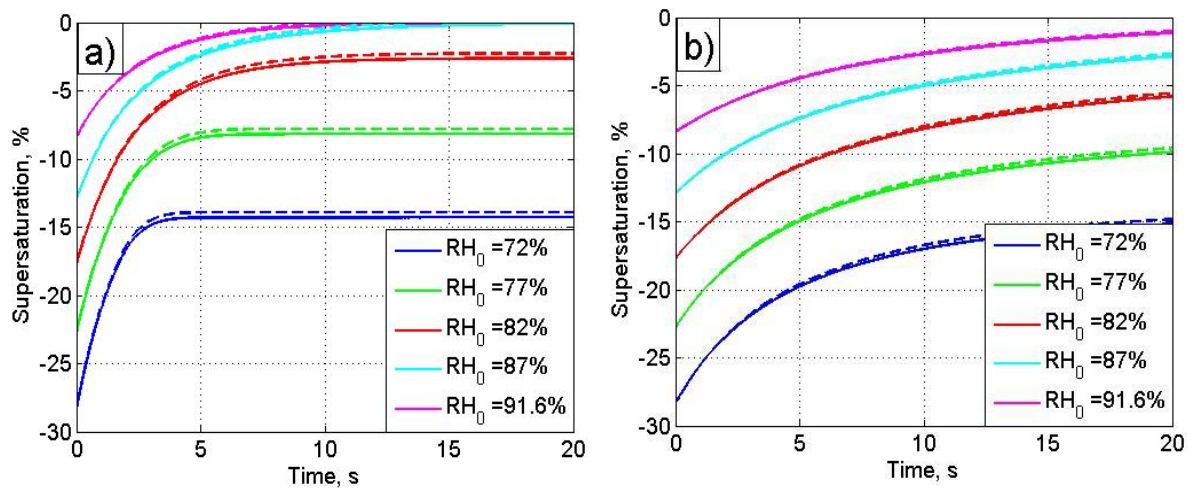 a)
Supersaturation, %
0
-5
-10
-15
-20
-25
-30
0 5 10 15 20
Time, s
RH0 =72%
RH0 =77%
RH0 =82%
RH0 =87%
RH0 =91.6%
b)
Supersaturation, %
0
-5
-10
-15
-20
-25
-30
0 5 10 15 20
Time, s
RH0 =72%
RH0 =77%
RH0 =82%
RH0 =87%
RH0 =91.6%